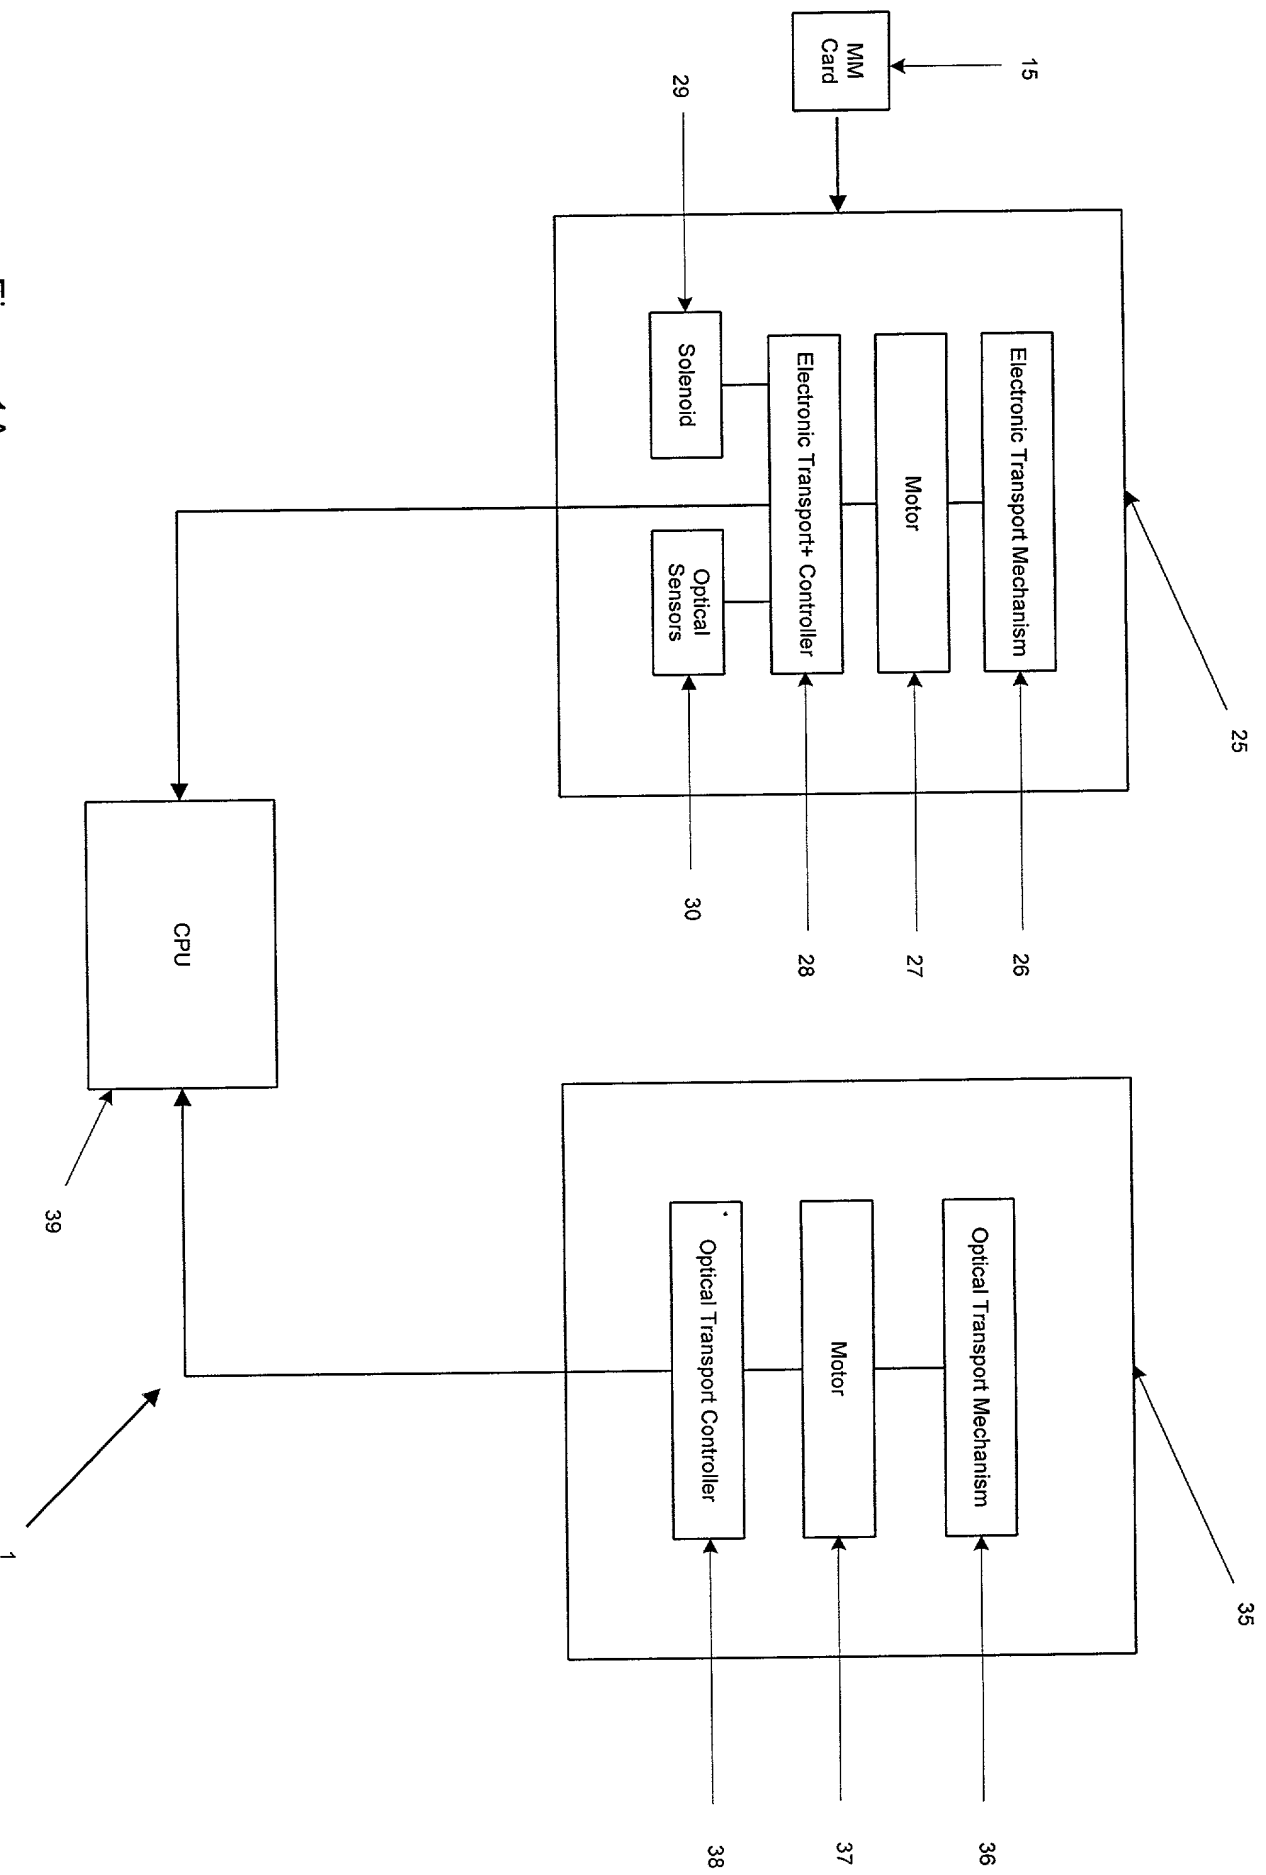 25
35
15
Electronic Transport Mechanism
26
Optical Transport Mechanism
36
Motor
27
MM
Card
Motor
37
Electronic Transport+ Controller
28
Optical Transport Controller
38
29
Solenoid
Optical
Sensors
30
CPU
39
1